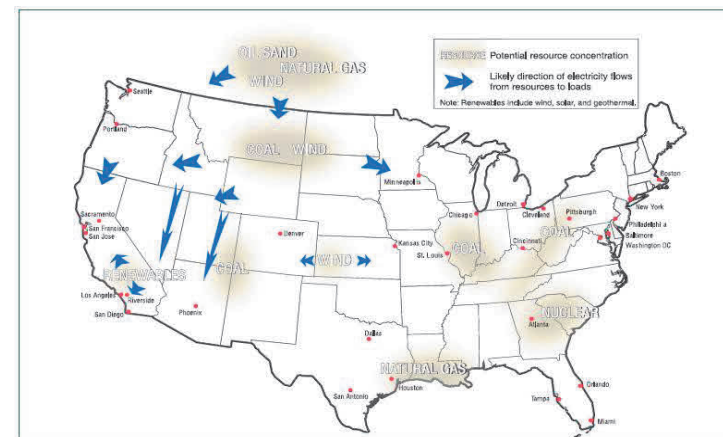 OIL SAND
NATURAL GAS
WIND
RESOURCE Potential resource concentration
Likely direction of electricity flows
from resources to loads
Note: Renewables include wind, solar, and geothermal.
Seattle
Portland
COAL WIND
Minneapolis
Boston
New York
Detroit
Cleveland
Chicago
Pittsburgh
Philadelphi a
Baltimore
Washington DC
Sacramento
San Fransisco
San Jose
Denver
Kansas City
St. Louis
COAL
Cincinnati
COAL
WIND
RENEWABLES
COAL
Los Angeles
Riverside
San Diego
Phoenix
NUCLEAR
Atlanta
Dallas
NATURAL GAS
Houston
San Antonio
Orlando
Tampa
Miami